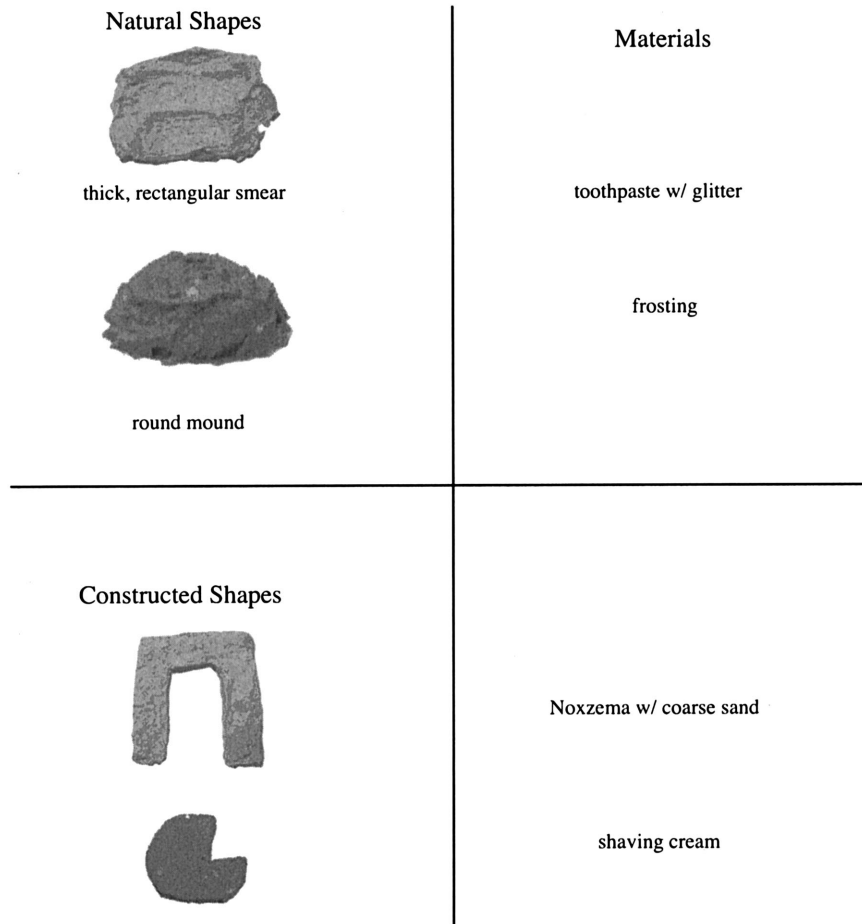 Natural Shapes
Materials
thick, rectangular smear
toothpaste w/ glitter
frosting
round mound
Constructed Shapes
Noxzema w/ coarse sand
shaving cream